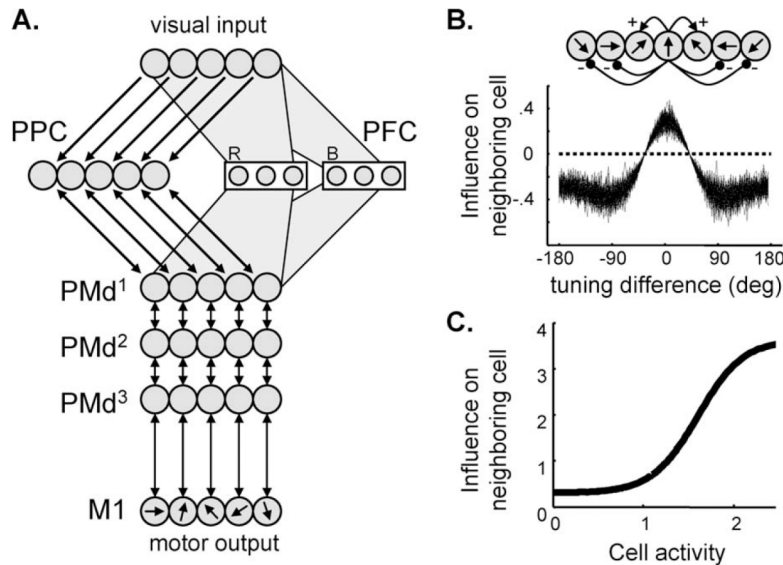 A.
visual input
PPC
PFC
R
B
PMd¹
PMd²
PMd³
M1
motor output
B.
+ +
- - - -
Influence on
neighboring cell
.4
0
-.4
-180 -90 0 90 180
tuning difference (deg)
C.
Influence on
neighboring cell
4
3
2
1
0
0 1 2
Cell activity